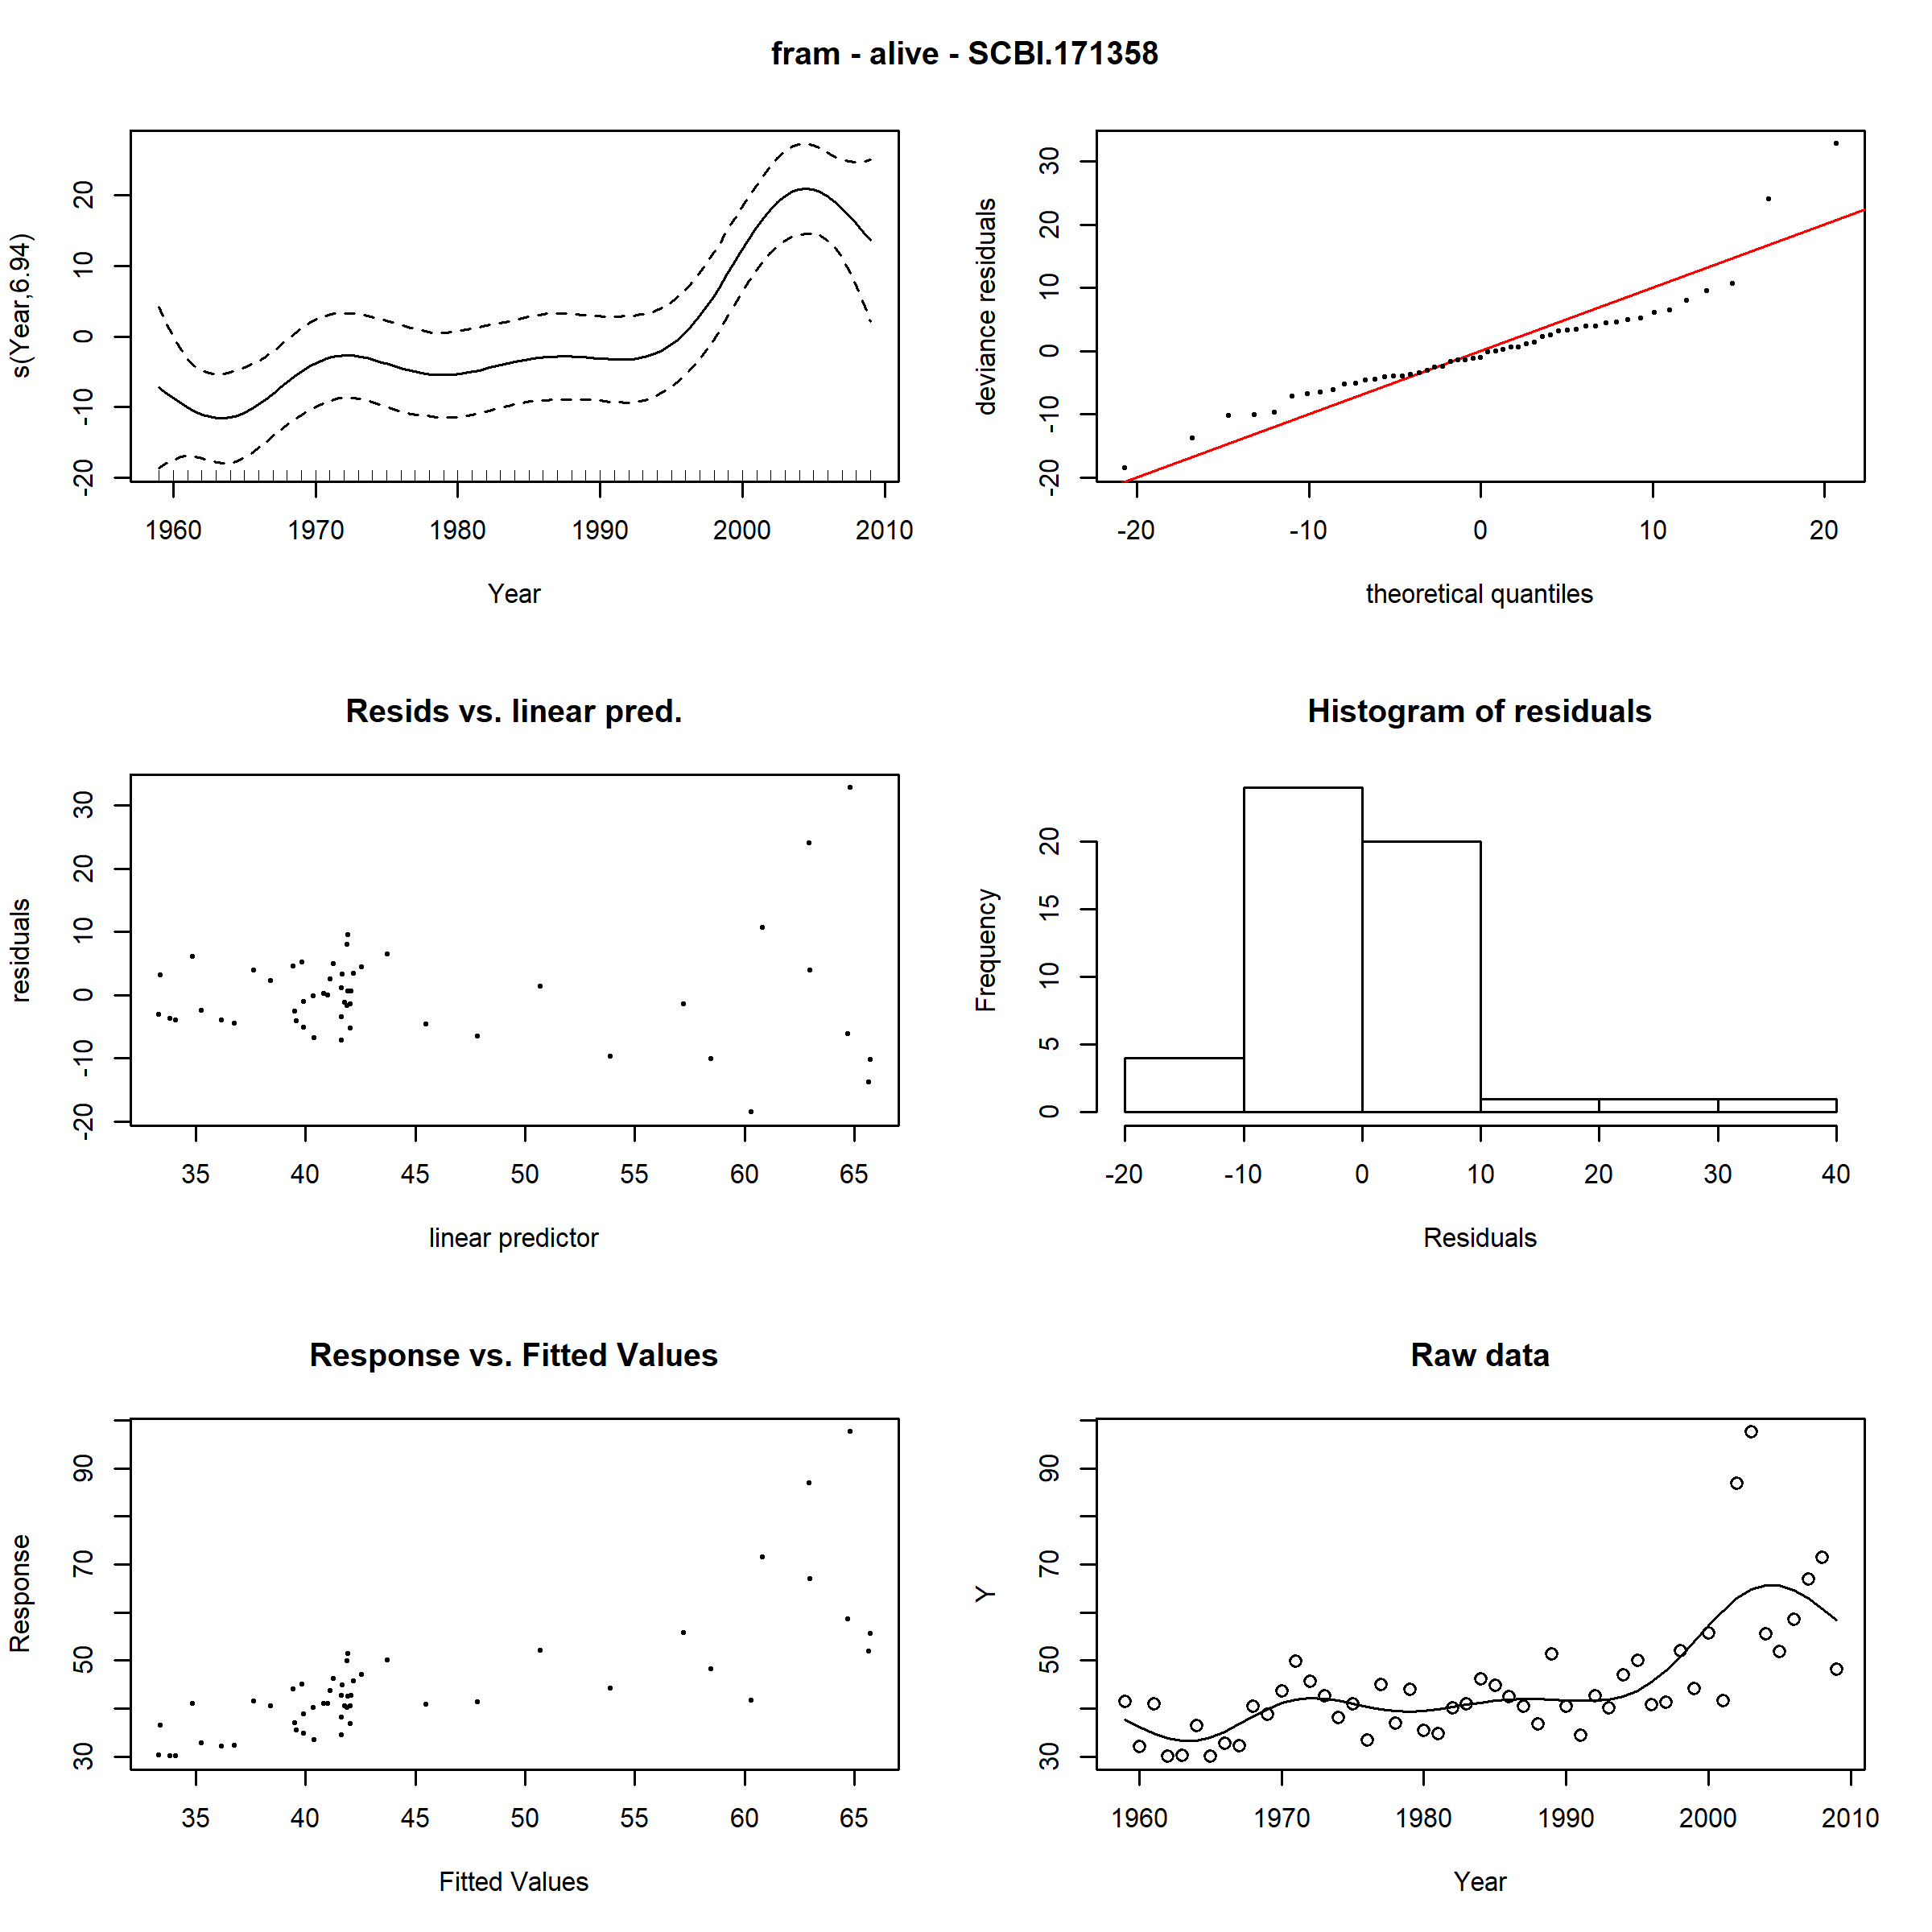 fram - alive - SCBI.171358
s(Year,6.94)
-20 -10 0 10 20
1960 1970 1980 1990 2000 2010
Year
deviance residuals
-20 -10 0 10 20 30
-20 -10 0 10 20
theoretical quantiles
Resids vs. linear pred.
residuals
-20 -10 0 10 20 30
35 40 45 50 55 60 65
linear predictor
Histogram of residuals
Frequency
0 5 10 15 20
-20 -10 0 10 20 30 40
Residuals
Response vs. Fitted Values
Response
30 50 70 90
35 40 45 50 55 60 65
Fitted Values
Raw data
Y
30 50 70 90
1960 1970 1980 1990 2000 2010
Year